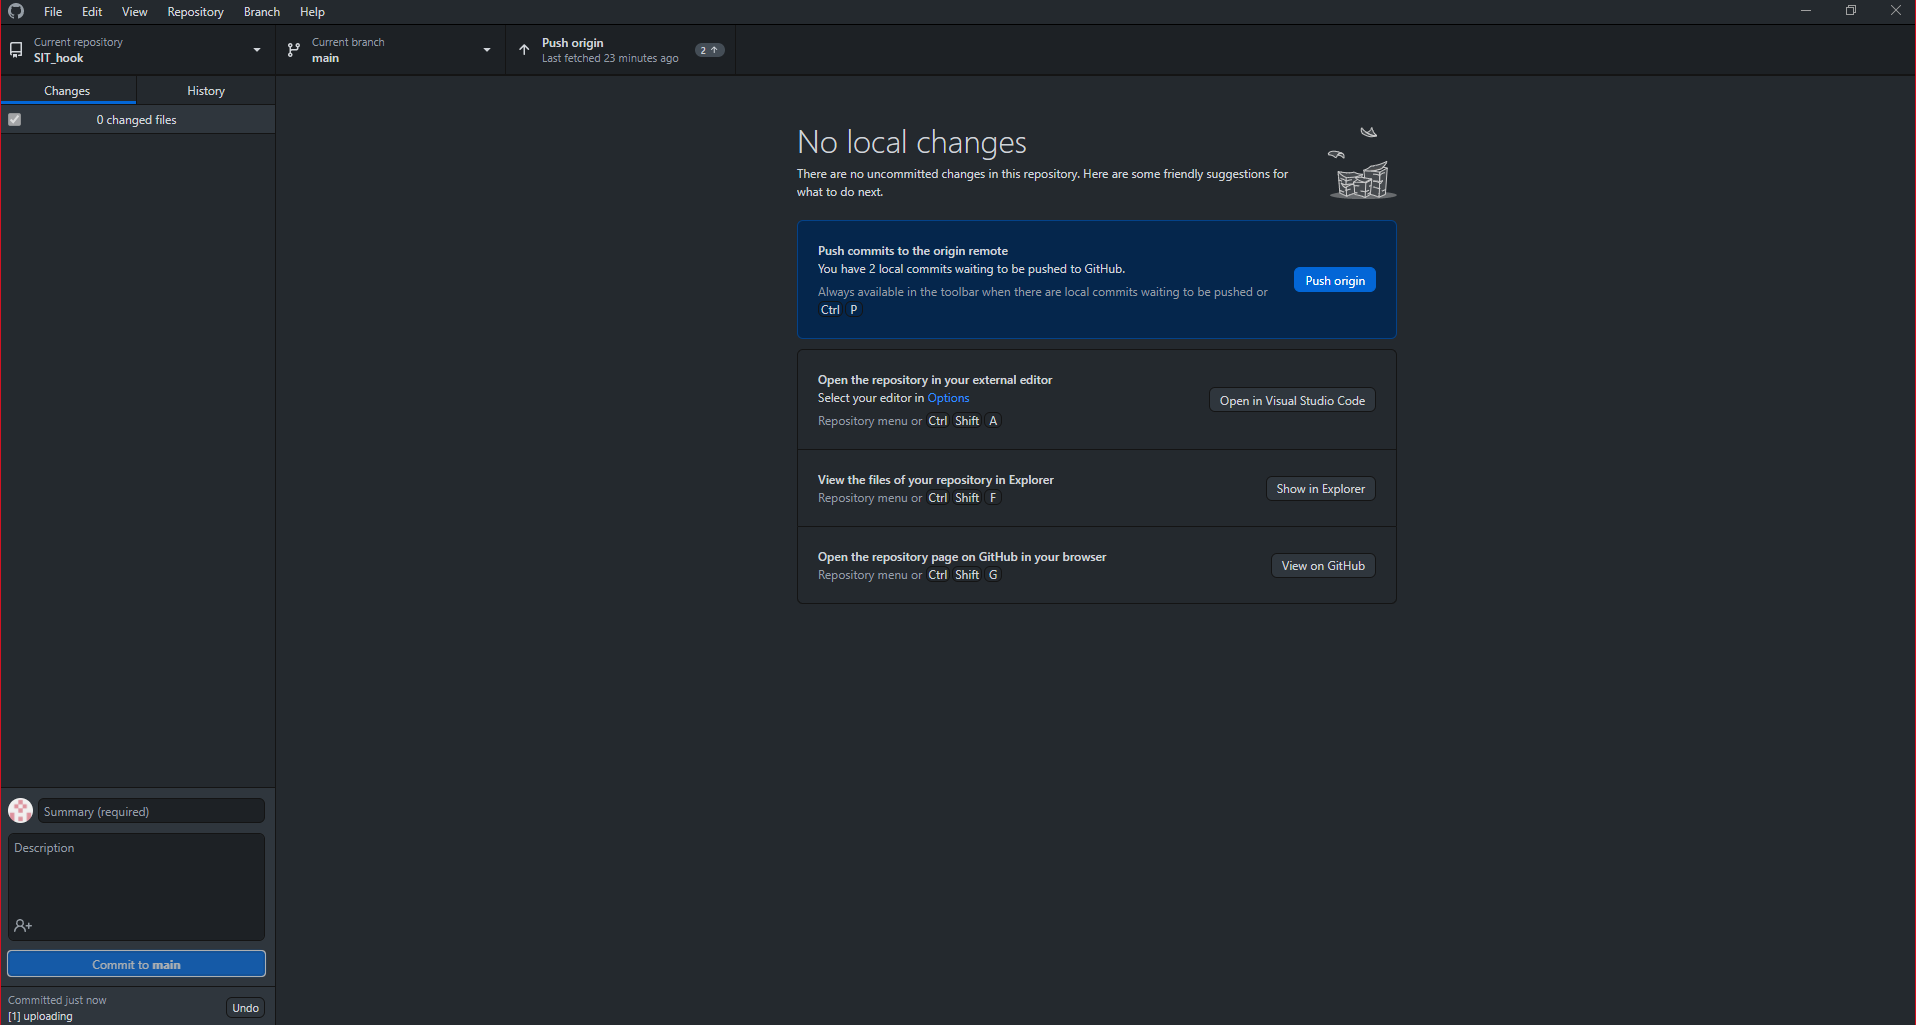 File Edit View Repository Branch Help
Current repository
SIT_hook
Current branch
main
Push origin
Last fetched 23 minutes ago
2
Changes History
0 changed files
No local changes
There are no uncommitted changes in this repository. Here are some friendly suggestions for
what to do next.
Push commits to the origin remote
You have 2 local commits waiting to be pushed to GitHub.
Always available in the toolbar when there are local commits waiting to be pushed or
Ctrl P
Push origin
Open the repository in your external editor
Select your editor in Options
Repository menu or Ctrl Shift A
Open in Visual Studio Code
View the files of your repository in Explorer
Repository menu or Ctrl Shift F
Show in Explorer
Open the repository page on GitHub in your browser
Repository menu or Ctrl Shift G
View on GitHub
Summary (required)
Description
Commit to main
Committed just now
[1] uploading
Undo